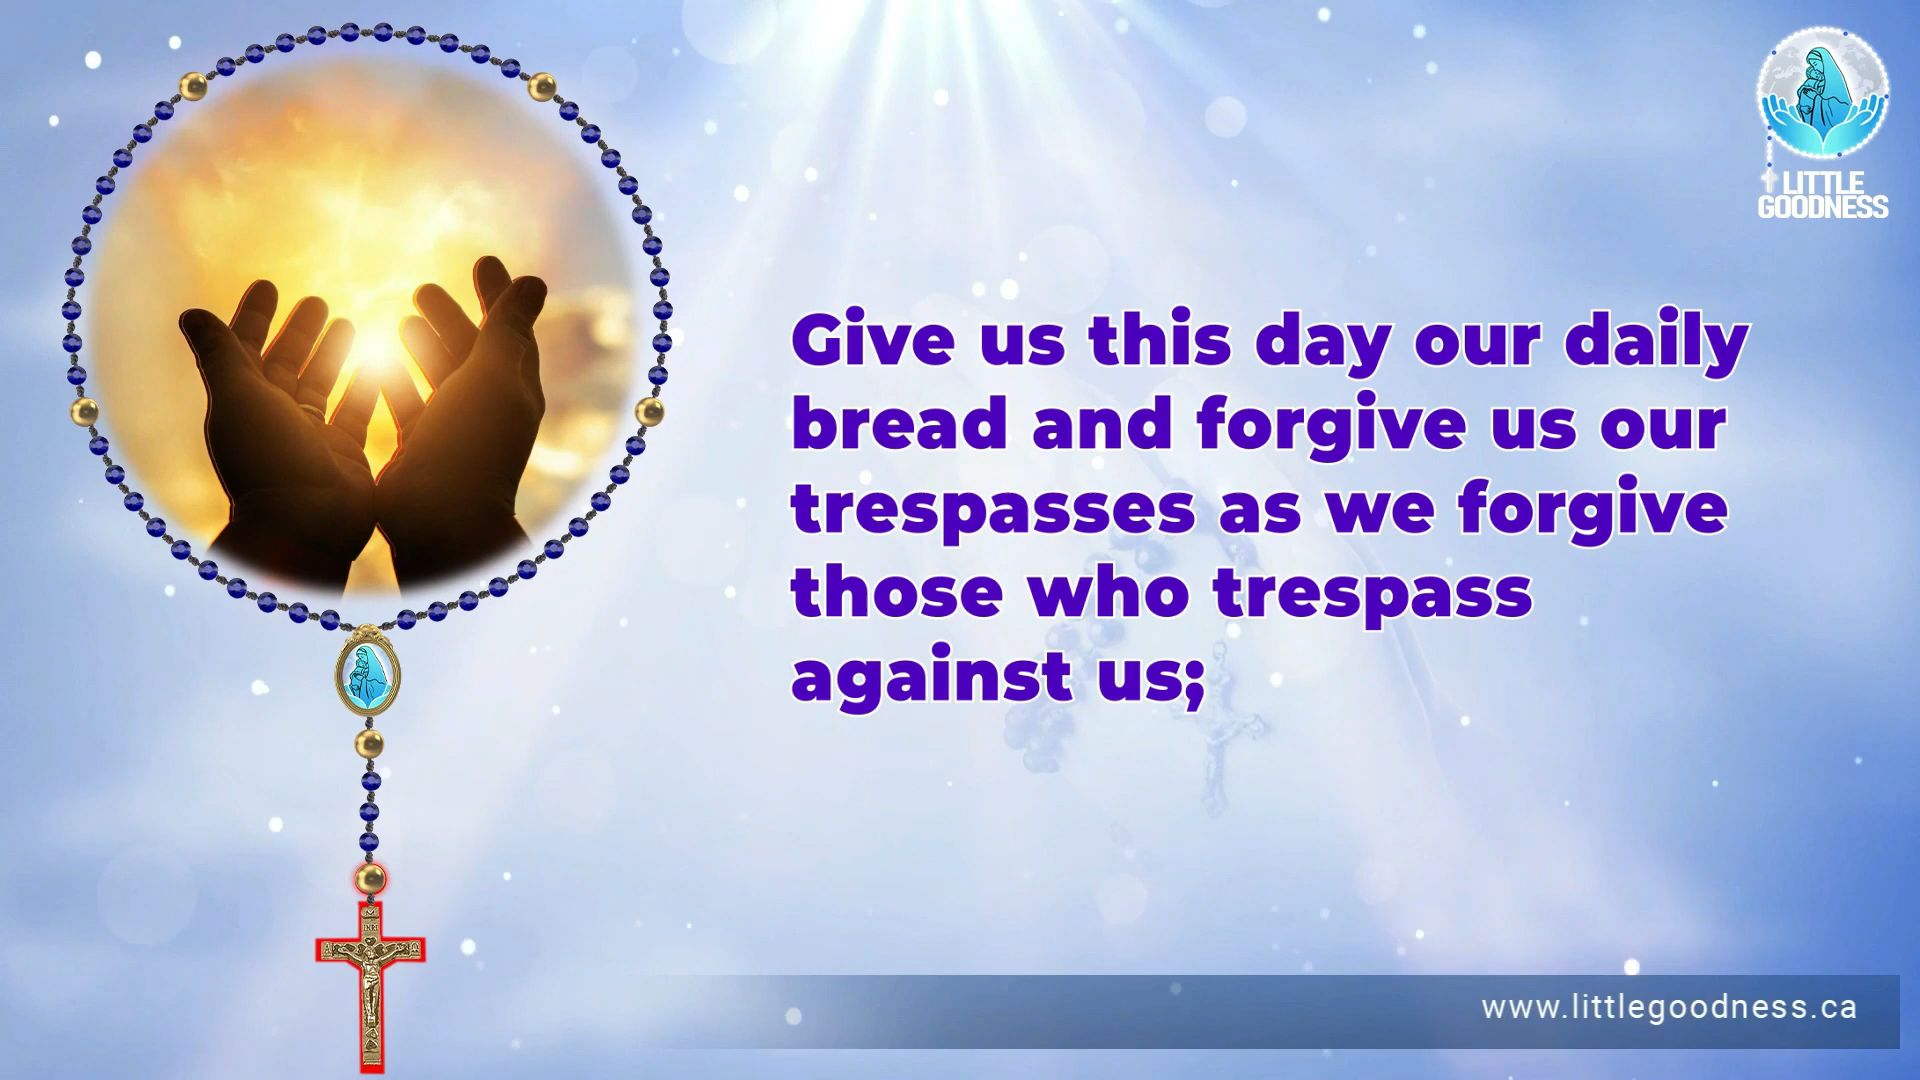 LITTLE
GOODNESS
Give us this day our daily
bread and forgive us our
trespasses as we forgive
those who trespass
against us;
INRI
www.littlegoodness.ca